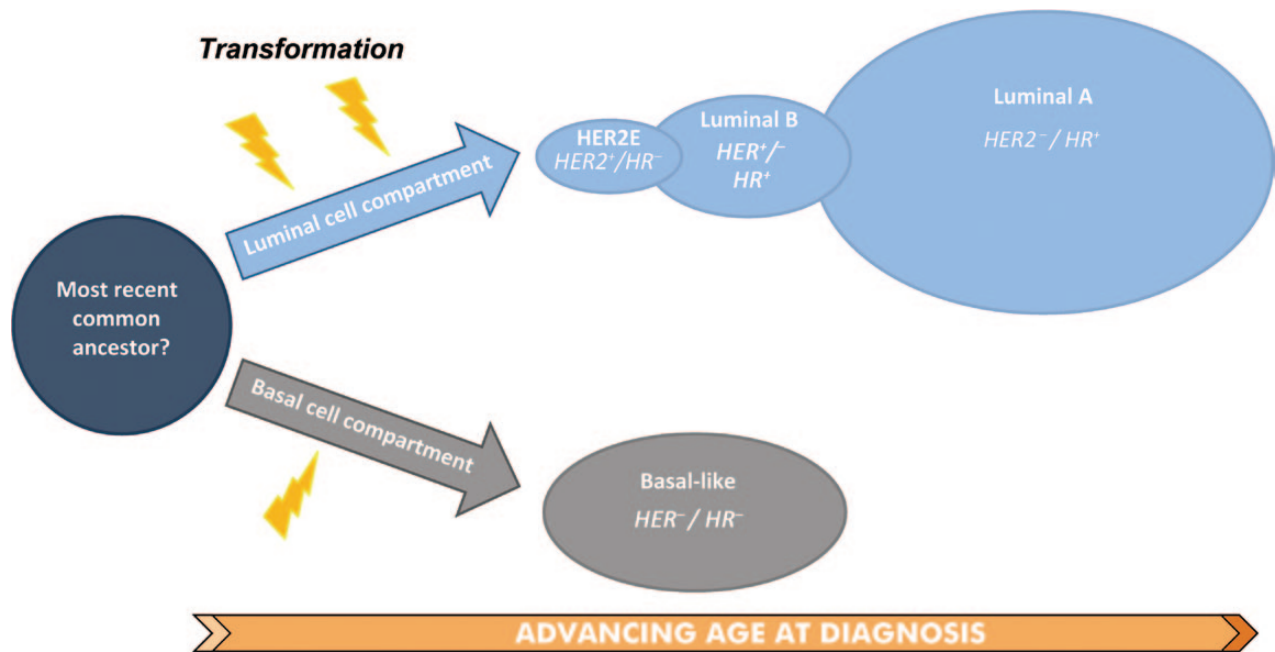 Transformation
Luminal cell compartment
HER2E
HER2⁺/HR⁻
Luminal B
HER⁺/⁻
HR⁺
Luminal A
HER2⁻/ HR⁺
Most recent
common
ancestor?
Basal cell compartment
Basal-like
HER⁻/ HR⁻
ADVANCING AGE AT DIAGNOSIS